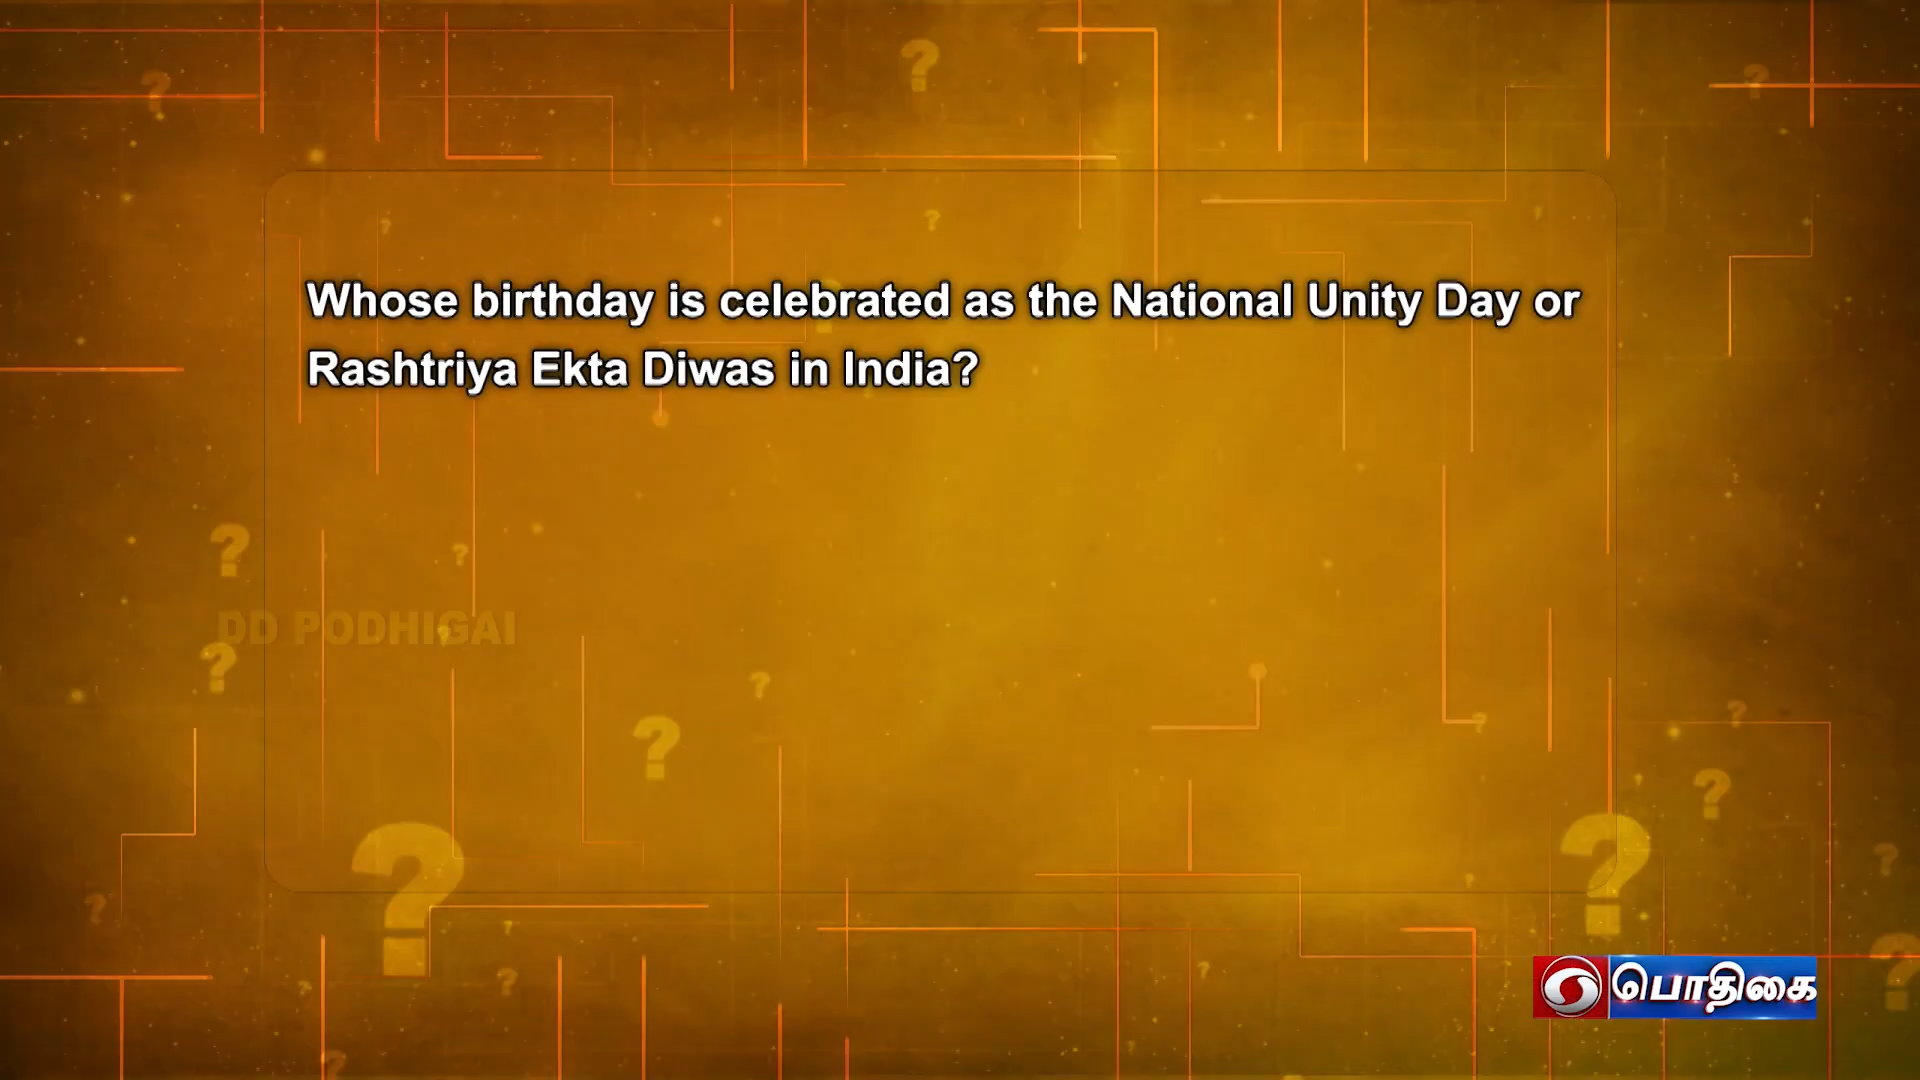 Whose birthday is celebrated as the National Unity Day or
Rashtriya Ekta Diwas in India?
DD PODHIGAI
பொதிகை